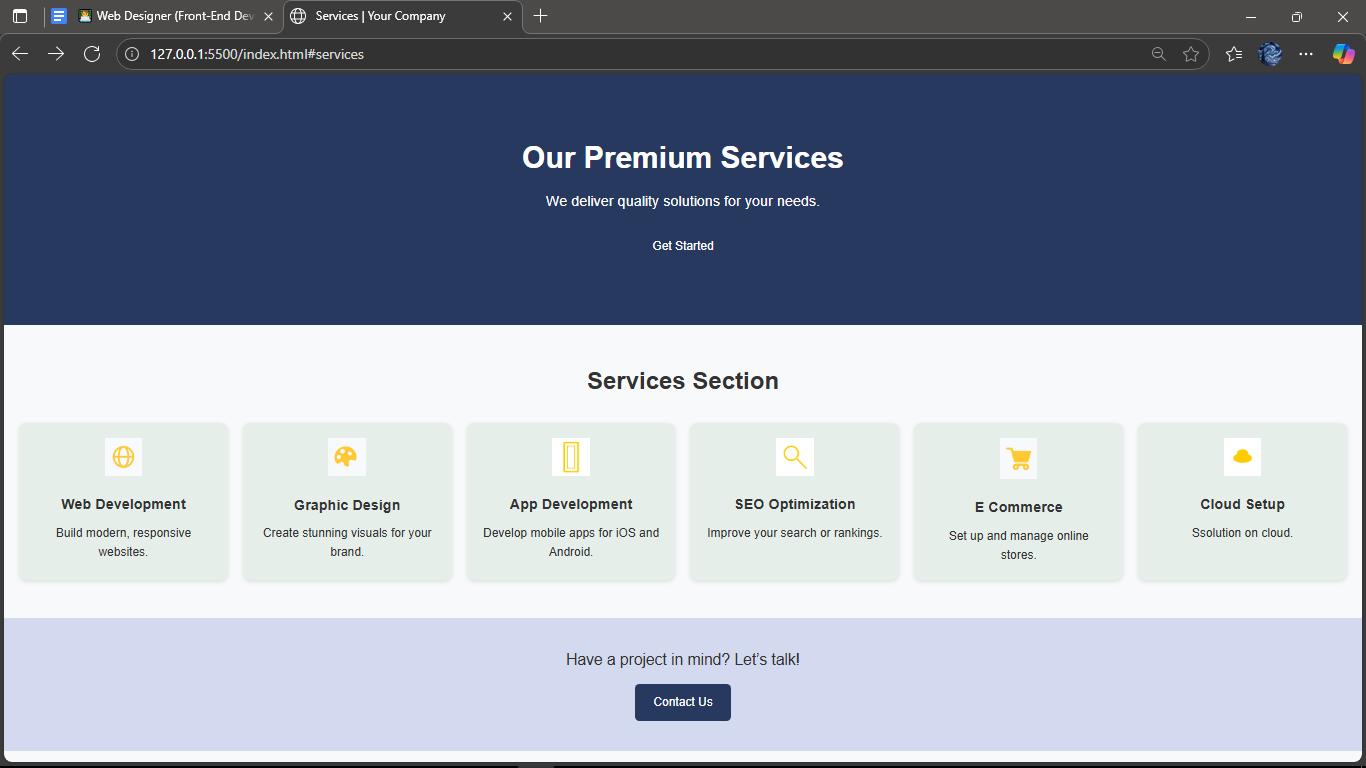 Web Designer (Front-End Dev
Services | Your Company
127.0.0.1:5500/index.html#services
Our Premium Services
We deliver quality solutions for your needs.
Get Started
Services Section
Web Development
Build modern, responsive
websites.
Graphic Design
Create stunning visuals for your
brand.
App Development
Develop mobile apps for iOS and
Android.
SEO Optimization
Improve your search or rankings.
E Commerce
Set up and manage online
stores.
Cloud Setup
Ssolution on cloud.
Have a project in mind? Let’s talk!
Contact Us